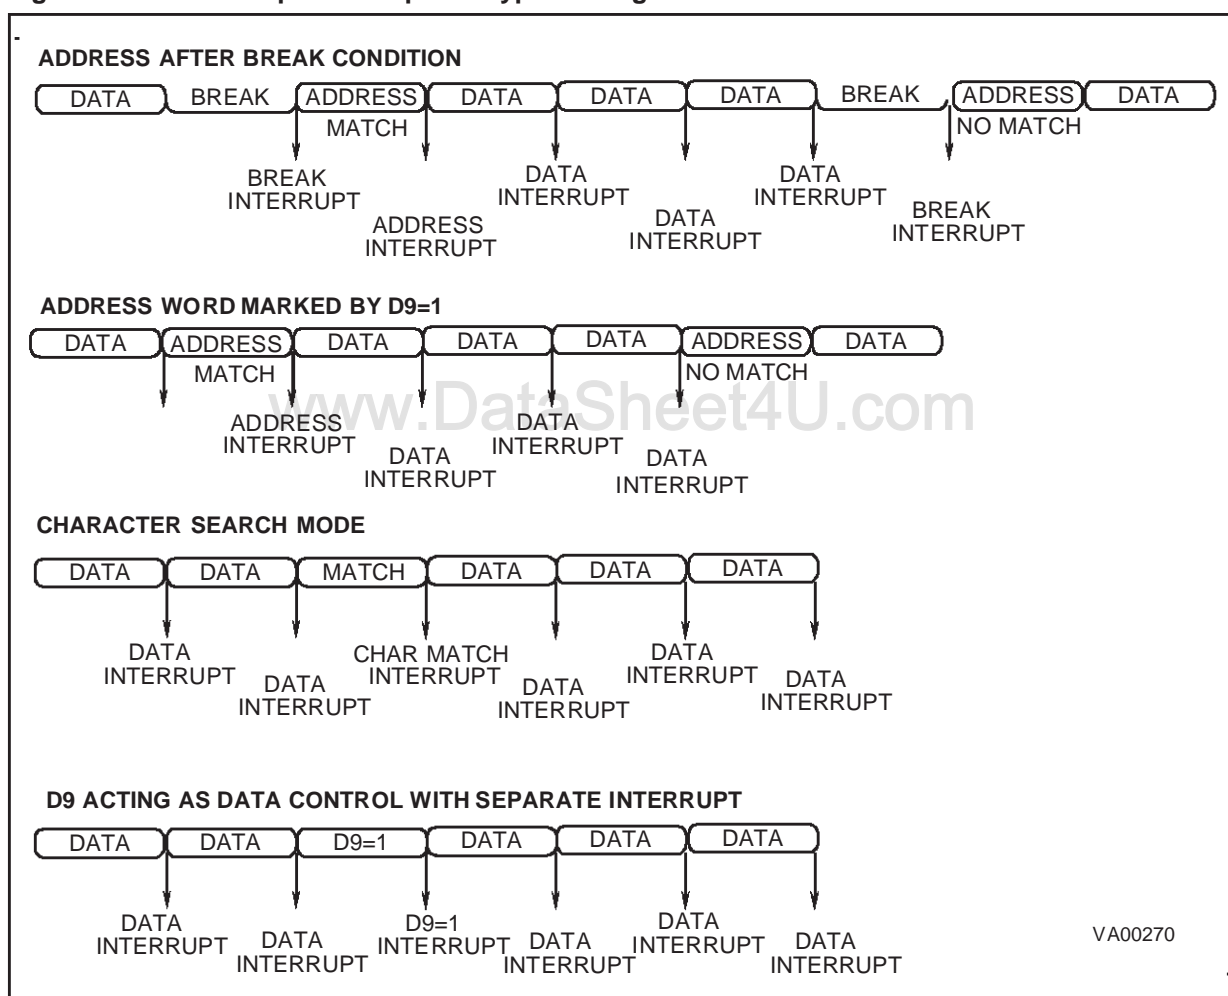 ADDRESS AFTER BREAK CONDITION
DATA BREAK ADDRESS DATA DATA DATA BREAK ADDRESS DATA
MATCH NO MATCH
BREAK
INTERRUPT
ADDRESS
INTERRUPT
DATA
INTERRUPT
DATA
INTERRUPT
DATA
INTERRUPT
BREAK
INTERRUPT
ADDRESS WORD MARKED BY D9=1
DATA ADDRESS DATA DATA DATA ADDRESS DATA
MATCH NO MATCH
www.DataSheet4U.com
ADDRESS
INTERRUPT
DATA
INTERRUPT
DATA
INTERRUPT
DATA
INTERRUPT
CHARACTER SEARCH MODE
DATA DATA MATCH DATA DATA DATA
DATA
INTERRUPT
DATA
INTERRUPT
CHAR MATCH
INTERRUPT
DATA
INTERRUPT
DATA
INTERRUPT
DATA
INTERRUPT
D9 ACTING AS DATA CONTROL WITH SEPARATE INTERRUPT
DATA DATA D9=1 DATA DATA DATA
DATA
INTERRUPT
DATA
INTERRUPT
D9=1
INTERRUPT
DATA
INTERRUPT
DATA
INTERRUPT
DATA
INTERRUPT
VA00270